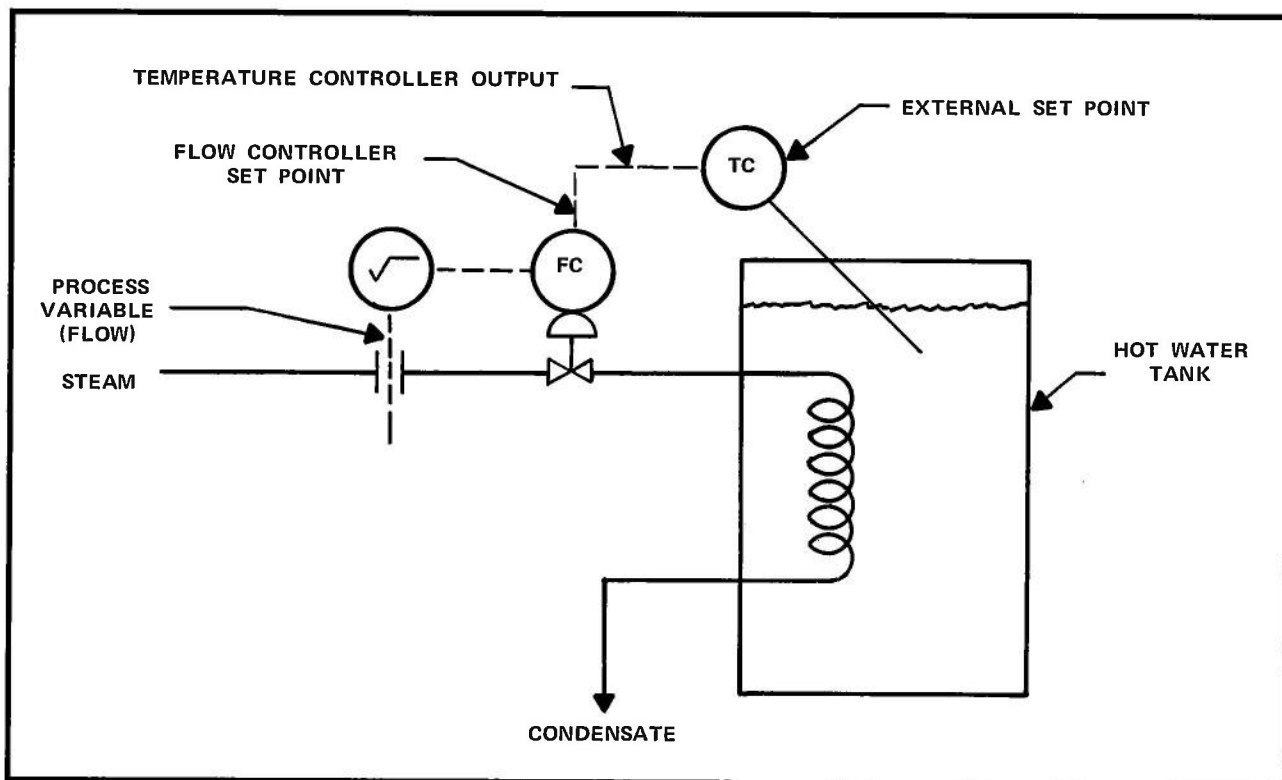 TEMPERATURE CONTROLLER OUTPUT
EXTERNAL SET POINT
FLOW CONTROLLER
SET POINT
TC
FC
√
PROCESS
VARIABLE
(FLOW)
STEAM
HOT WATER
TANK
CONDENSATE